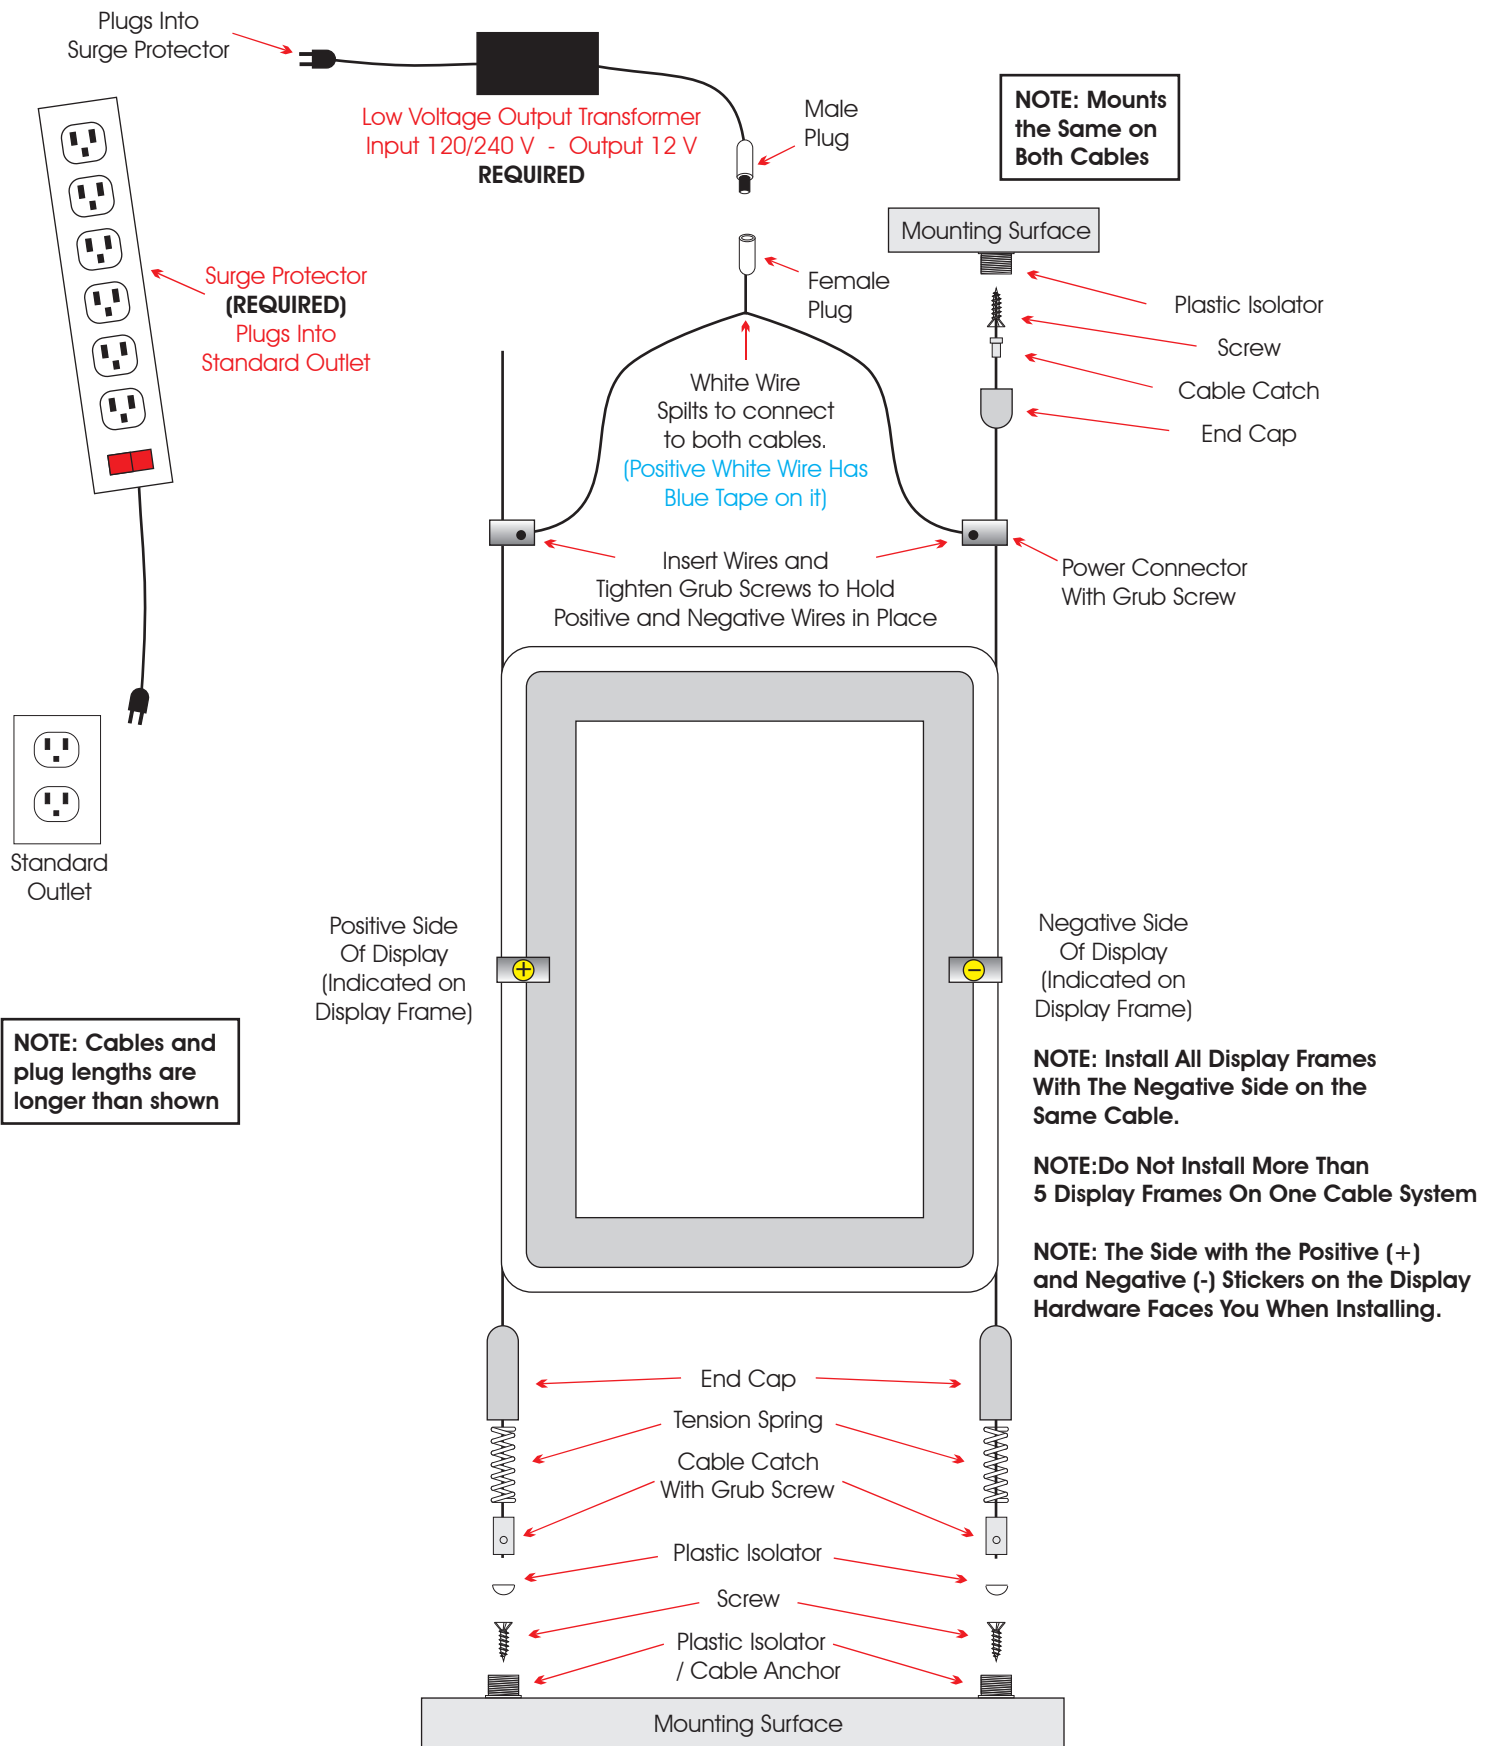 Plugs Into
Surge Protector
Low Voltage Output Transformer
Input 120/240 V - Output 12 V
REQUIRED
Male
Plug
NOTE: Mounts
the Same on
Both Cables
Mounting Surface
Surge Protector
(REQUIRED)
Plugs Into
Standard Outlet
Female
Plug
Plastic Isolator
Screw
Cable Catch
End Cap
White Wire
Spilts to connect
to both cables.
(Positive White Wire Has
Blue Tape on it)
Insert Wires and
Tighten Grub Screws to Hold
Positive and Negative Wires in Place
Power Connector
With Grub Screw
Standard
Outlet
Positive Side
Of Display
(Indicated on
Display Frame)
+
-
Negative Side
Of Display
(Indicated on
Display Frame)
NOTE: Cables and
plug lengths are
longer than shown
NOTE: Install All Display Frames
With The Negative Side on the
Same Cable.
NOTE:Do Not Install More Than
5 Display Frames On One Cable System
NOTE: The Side with the Positive (+)
and Negative (-) Stickers on the Display
Hardware Faces You When Installing.
End Cap
Tension Spring
Cable Catch
With Grub Screw
Plastic Isolator
Screw
Plastic Isolator
/ Cable Anchor
Mounting Surface